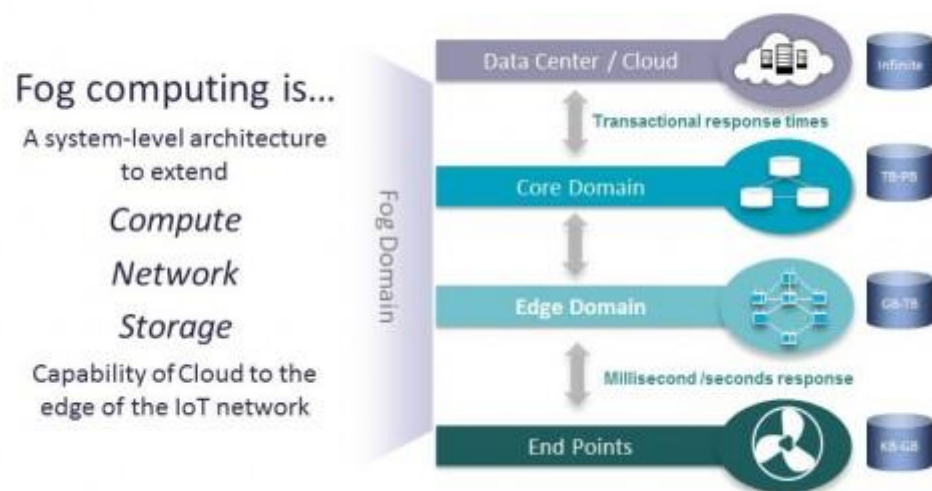 Fog computing is...
A system-level architecture
to extend
Compute
Network
Storage
Capability of Cloud to the
edge of the IoT network
Fog Domain
Data Center / Cloud
Infinite
Transactional response times
Core Domain
TB-PB
Edge Domain
GB-TB
Millisecond /seconds response
End Points
KB-GB